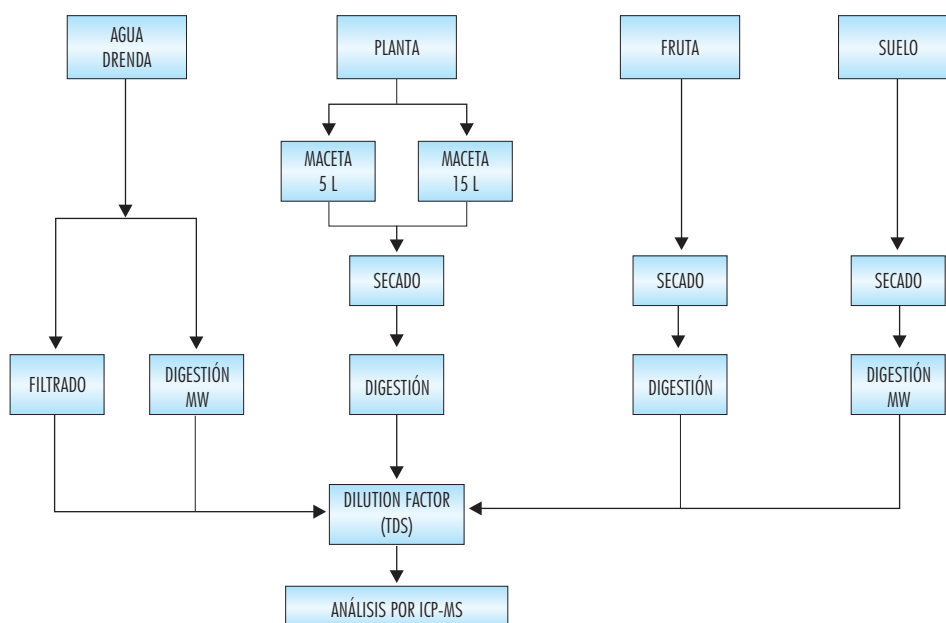 AGUA
DRENDA
PLANTA
FRUTA
SUELO
MACETA
5 L
MACETA
15 L
SECADO
SECADO
SECADO
FILTRADO
DIGESTIÓN
MW
DIGESTIÓN
DIGESTIÓN
DIGESTIÓN
MW
DILUTION FACTOR
(TDS)
ANÁLISIS POR ICP-MS